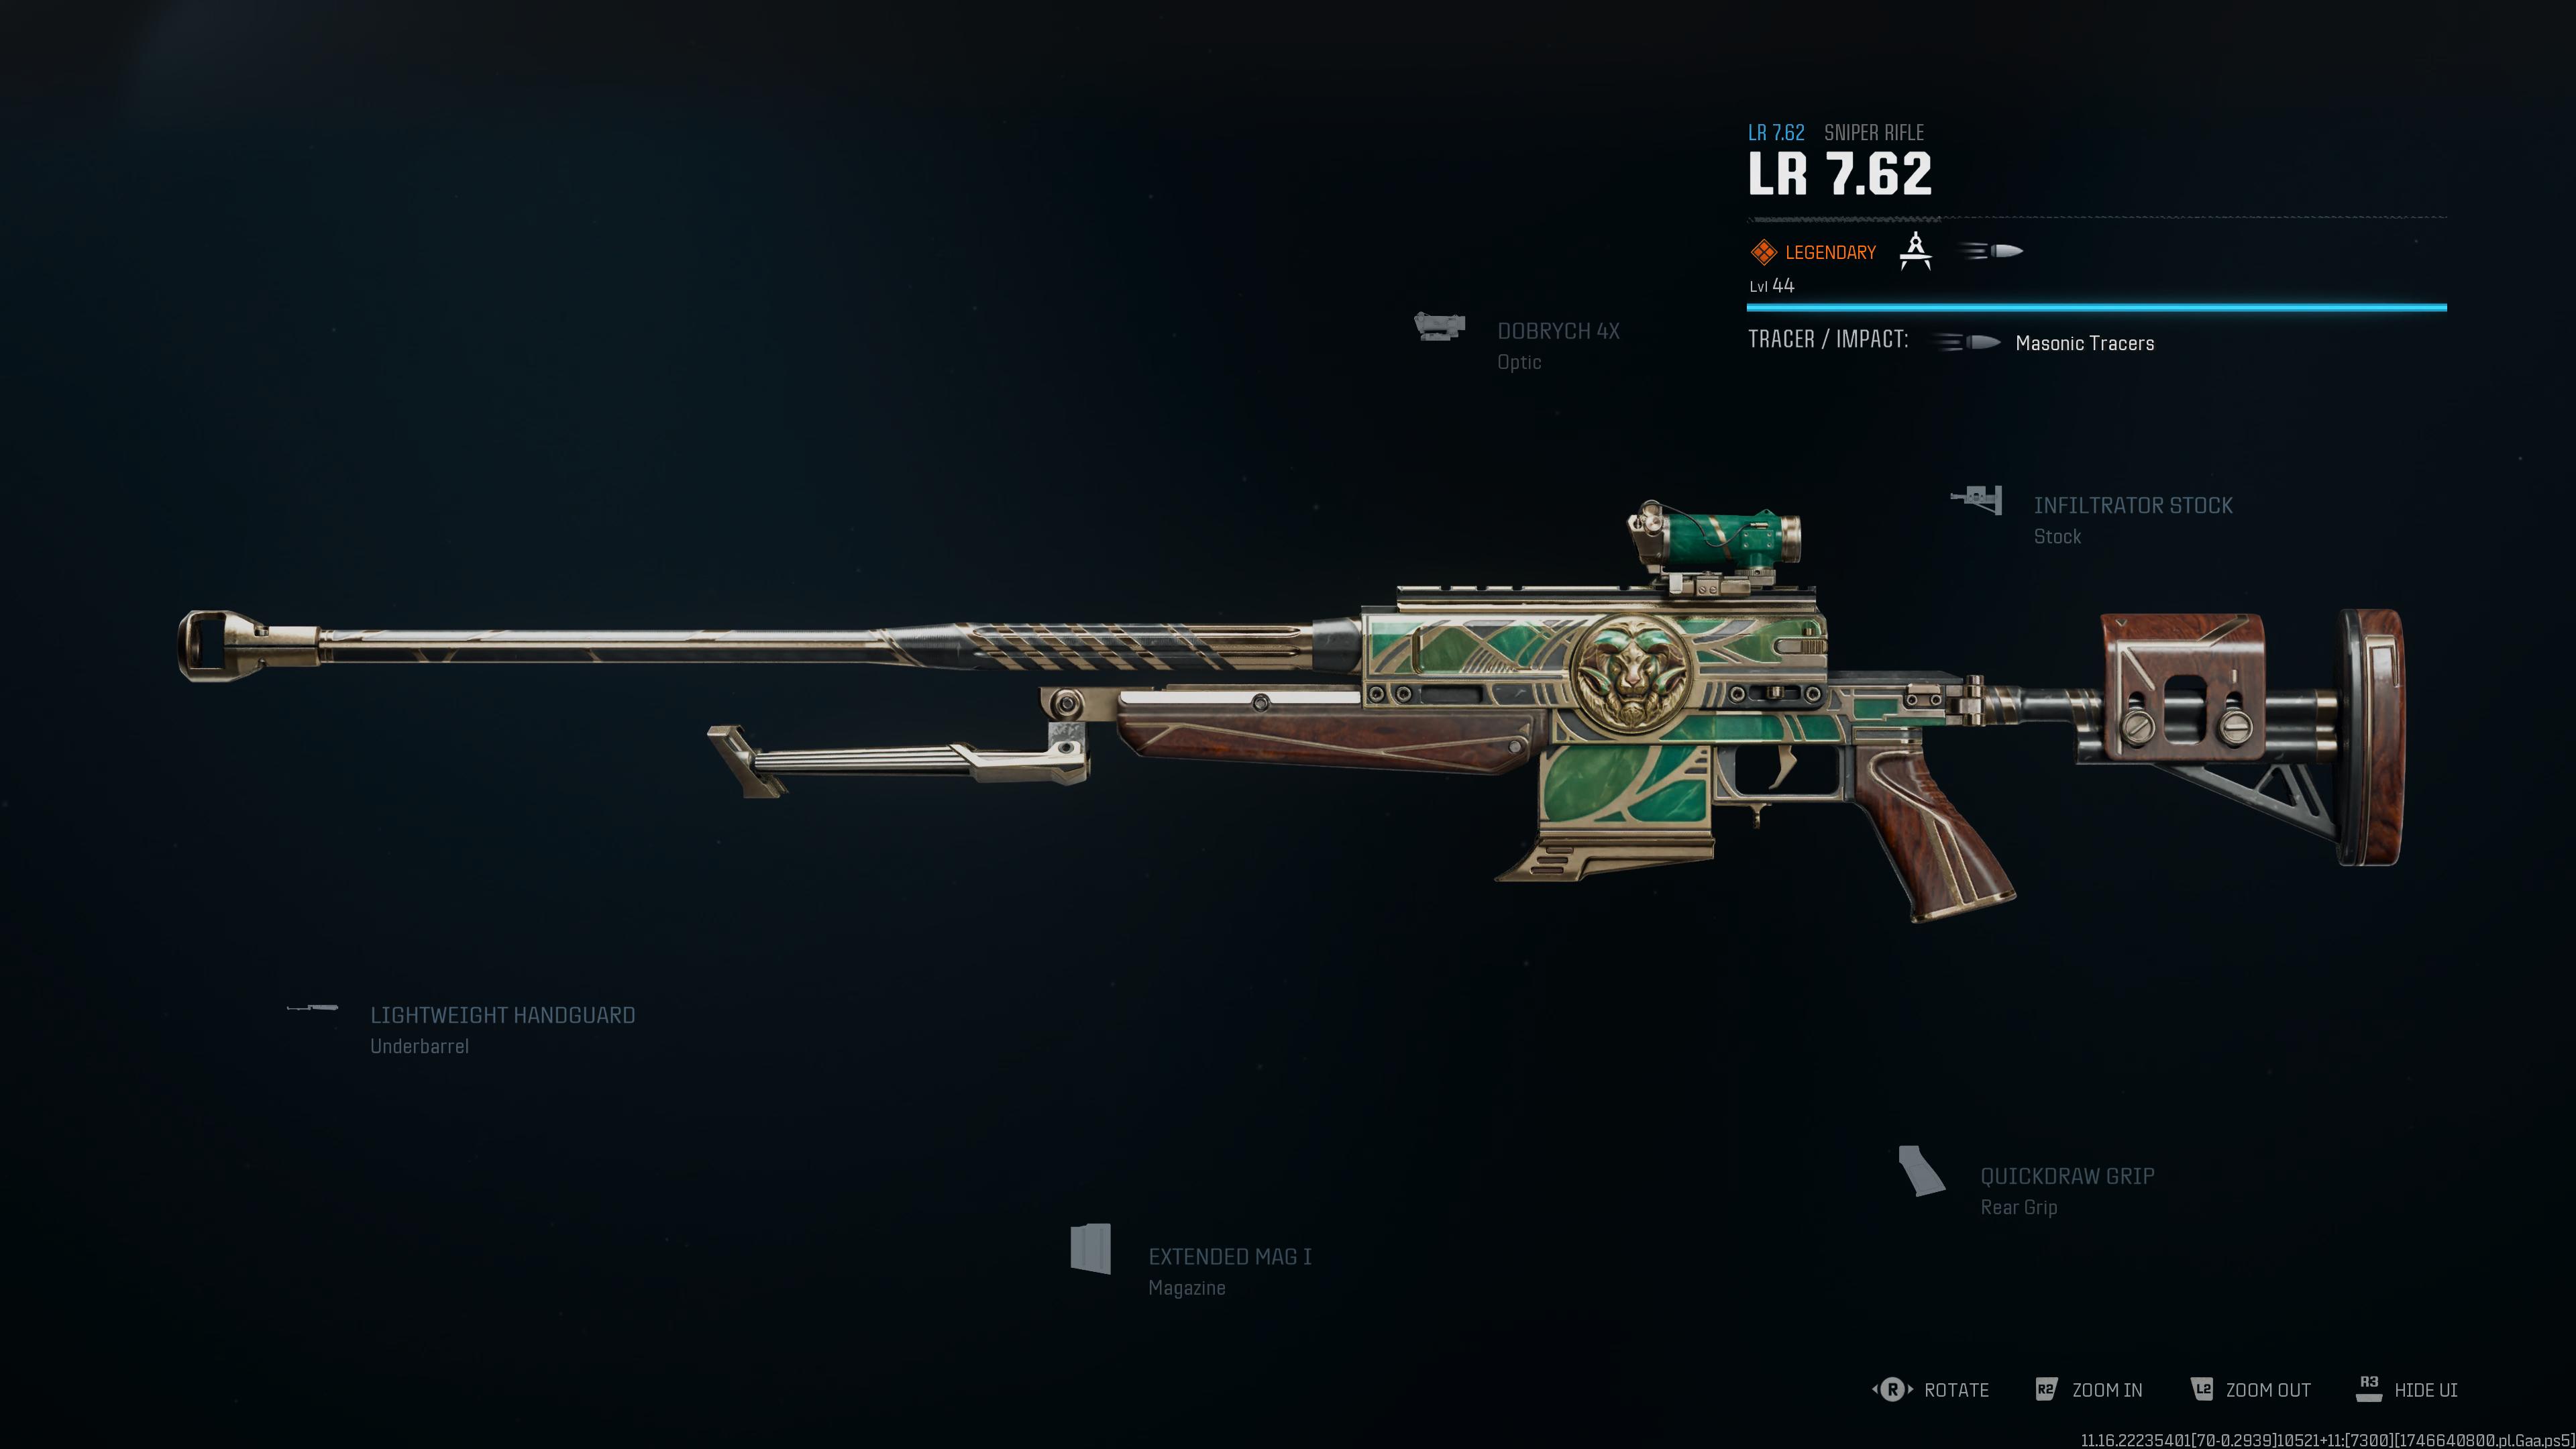 LR 7.62 SNIPER RIFLE
LR 7.62
LEGENDARY
Lvl 44
TRACER / IMPACT: Masonic Tracers
DOBRYCH 4X
Optic
INFILTRATOR STOCK
Stock
LIGHTWEIGHT HANDGUARD
Underbarrel
QUICKDRAW GRIP
Rear Grip
EXTENDED MAG I
Magazine
R ROTATE R2 ZOOM IN L2 ZOOM OUT R3 HIDE UI
11.16.22235401[70-0.2939]10521+11:[7300][1746640800.pl.Gaa.ps5]